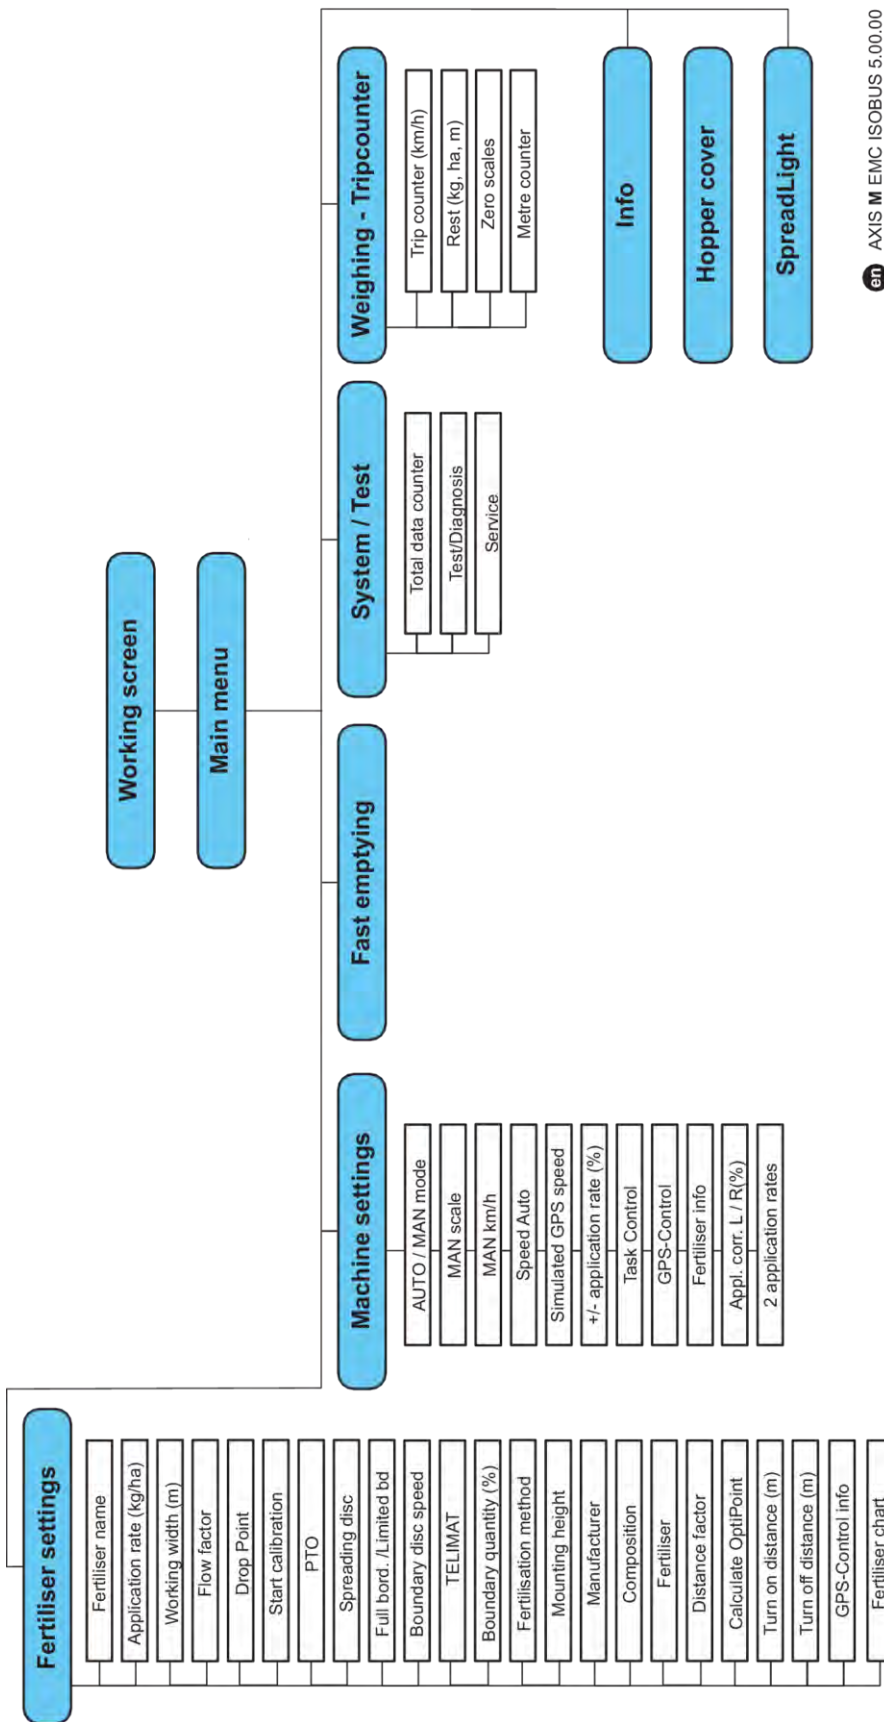 Working screen
Main menu
Fertiliser settings
Fertiliser name
Application rate (kg/ha)
Working width (m)
Flow factor
Drop Point
Start calibration
PTO
Spreading disc
Full bord. /Limited bd
Boundary disc speed
TELIMAT
Boundary quantity (%)
Fertilisation method
Mounting height
Manufacturer
Composition
Fertiliser
Distance factor
Calculate OptiPoint
Turn on distance (m)
Turn off distance (m)
GPS-Control info
Fertiliser chart
Machine settings
AUTO / MAN mode
MAN scale
MAN km/h
Speed Auto
Simulated GPS speed
+/- application rate (%)
Task Control
GPS-Control
Fertiliser info
Appl. corr. L / R(%)
2 application rates
Fast emptying
System / Test
Total data counter
Test/Diagnosis
Service
Weighing - Tripcounter
Trip counter (km/h)
Rest (kg, ha, m)
Zero scales
Metre counter
Info
Hopper cover
SpreadLight
en AXIS M EMC ISOBUS 5.00.00